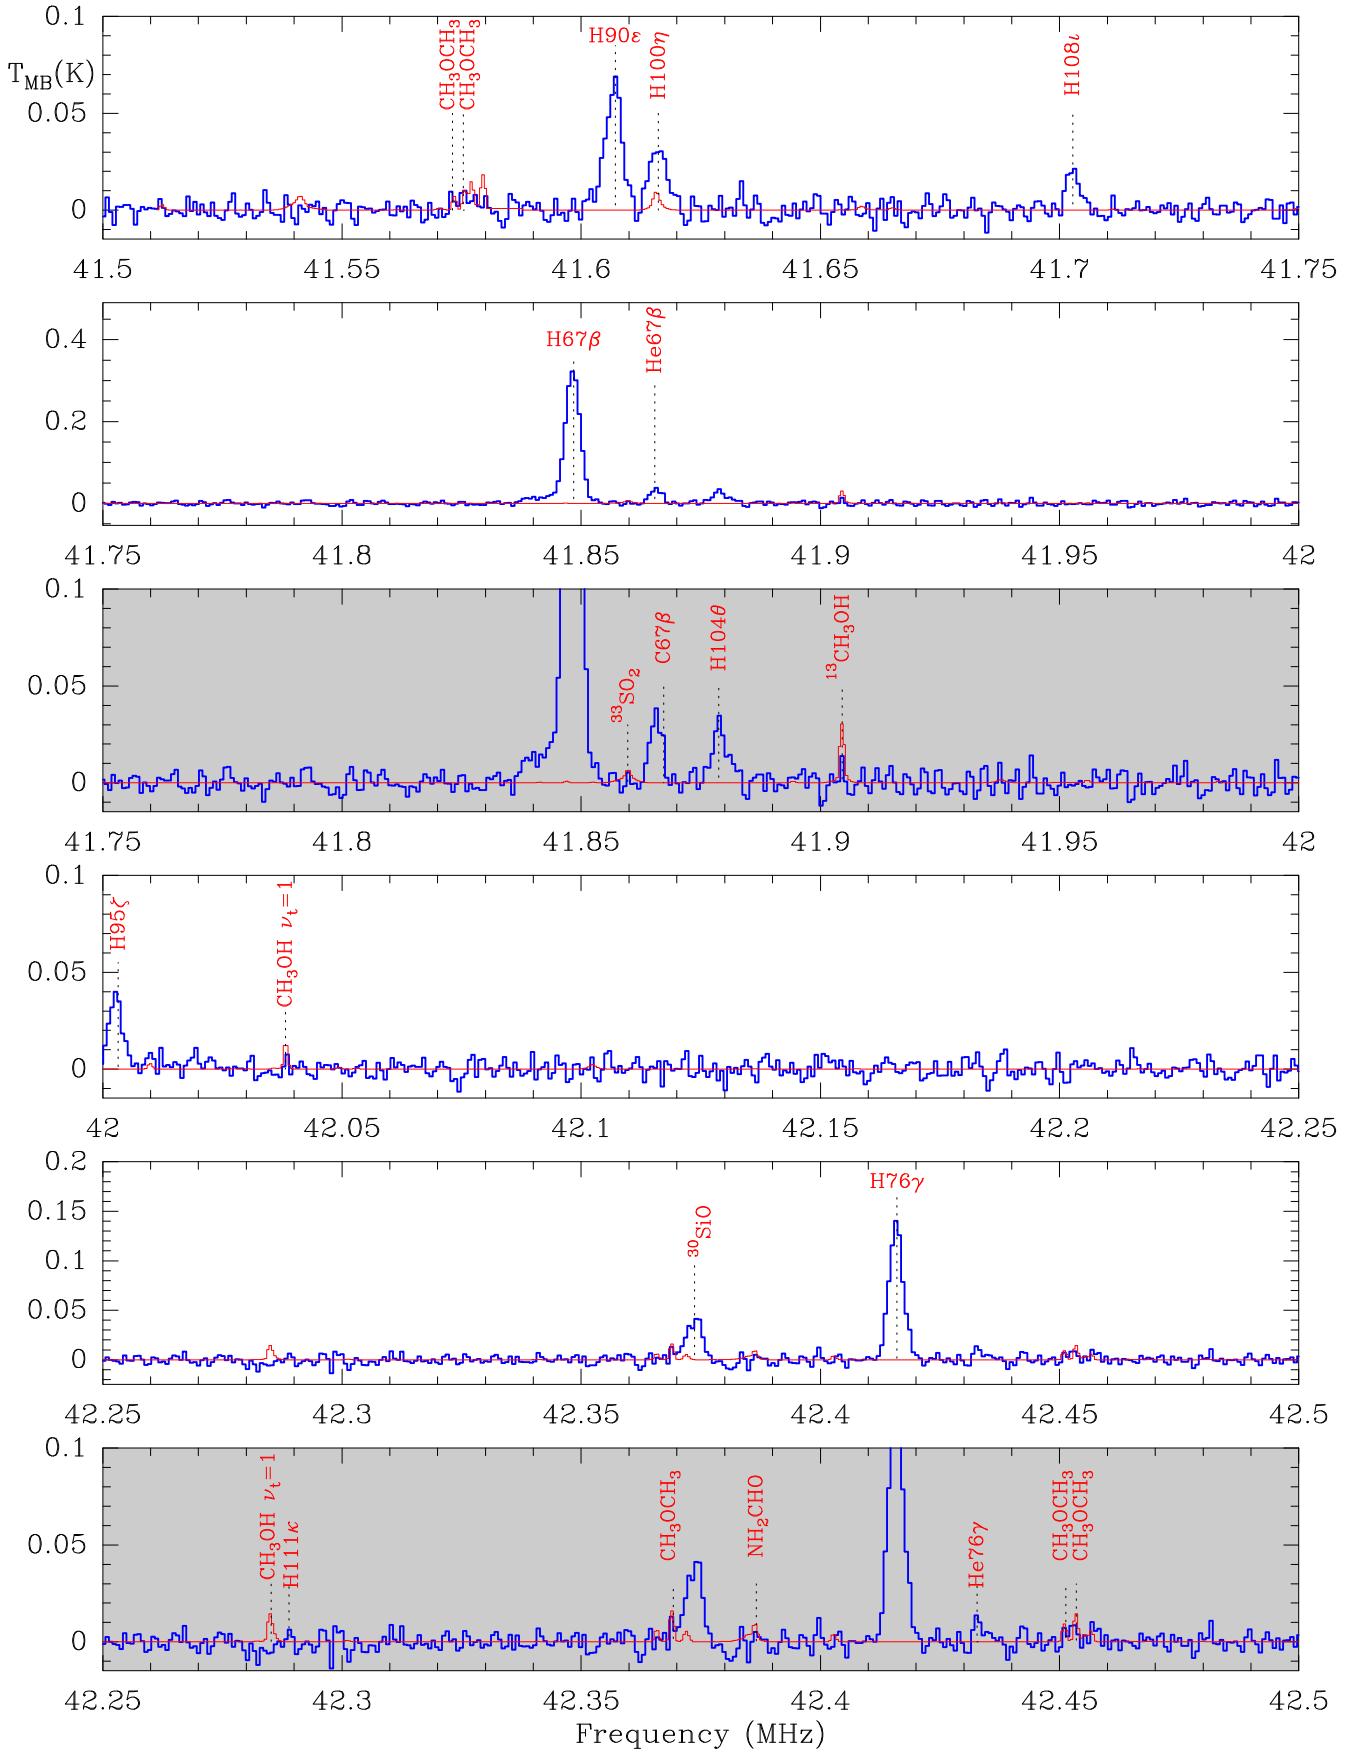 0.1
T_MB(K)
0.05
0
CH₃OCH₃
CH₃OCH₃
H90ε
H100η
H108ι
41.5 41.55 41.6 41.65 41.7 41.75
0.4
0.2
0
H67β
He67β
41.75 41.8 41.85 41.9 41.95 42
0.1
0.05
0
³³SO₂
C67β
H104θ
¹³CH₃OH
41.75 41.8 41.85 41.9 41.95 42
0.1
0.05
0
H95ζ
CH₃OH νₜ=1
42 42.05 42.1 42.15 42.2 42.25
0.2
0.15
0.1
0.05
0
³⁰SiO
H76γ
42.25 42.3 42.35 42.4 42.45 42.5
0.1
0.05
0
CH₃OH νₜ=1
H111κ
CH₃OCH₃
NH₂CHO
He76γ
CH₃OCH₃
CH₃OCH₃
42.25 42.3 42.35 42.4 42.45 42.5
Frequency (MHz)